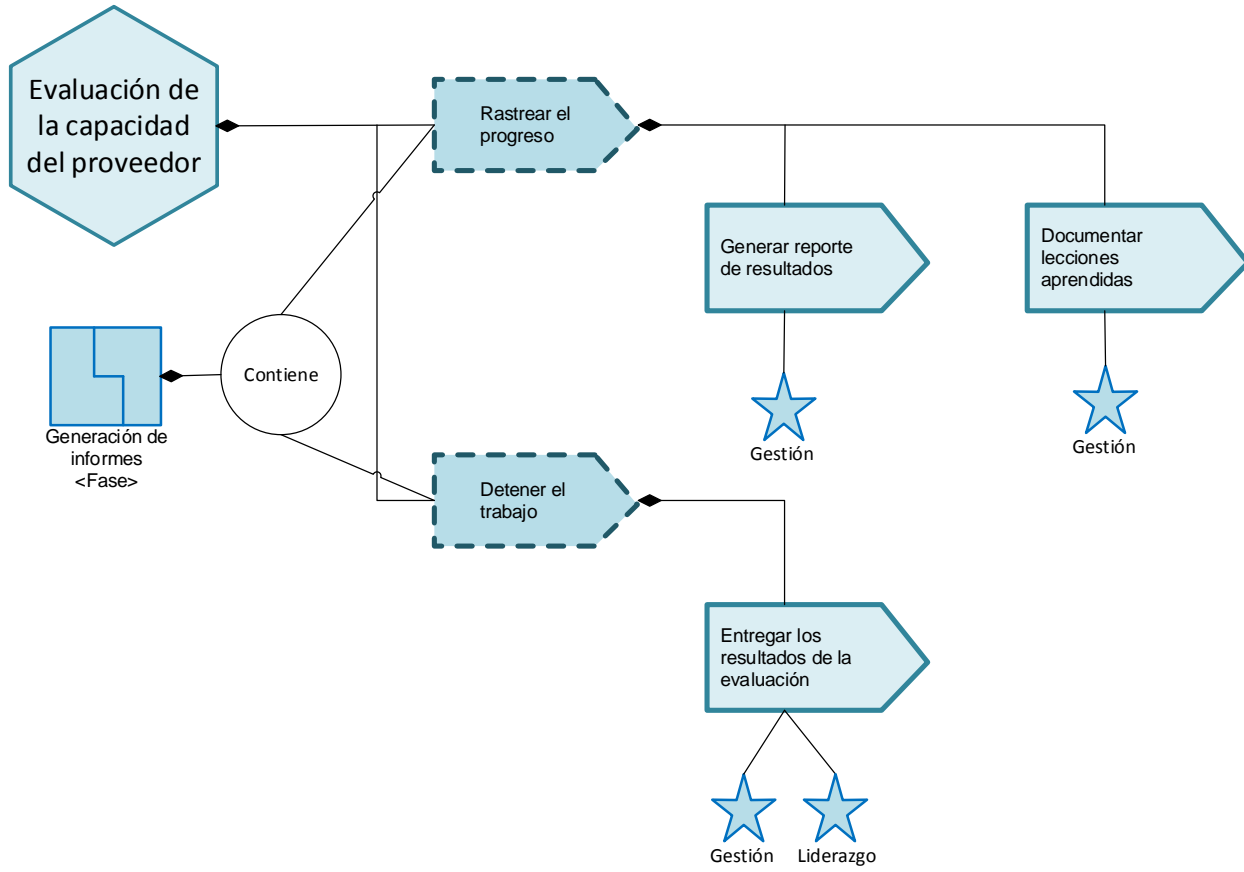 Evaluación de
la capacidad
del proveedor
Rastrear el
progreso
Generar reporte
de resultados
Documentar
lecciones
aprendidas
Contiene
Generación de
informes
<Fase>
Gestión
Gestión
Detener el
trabajo
Entregar los
resultados de la
evaluación
Gestión
Liderazgo